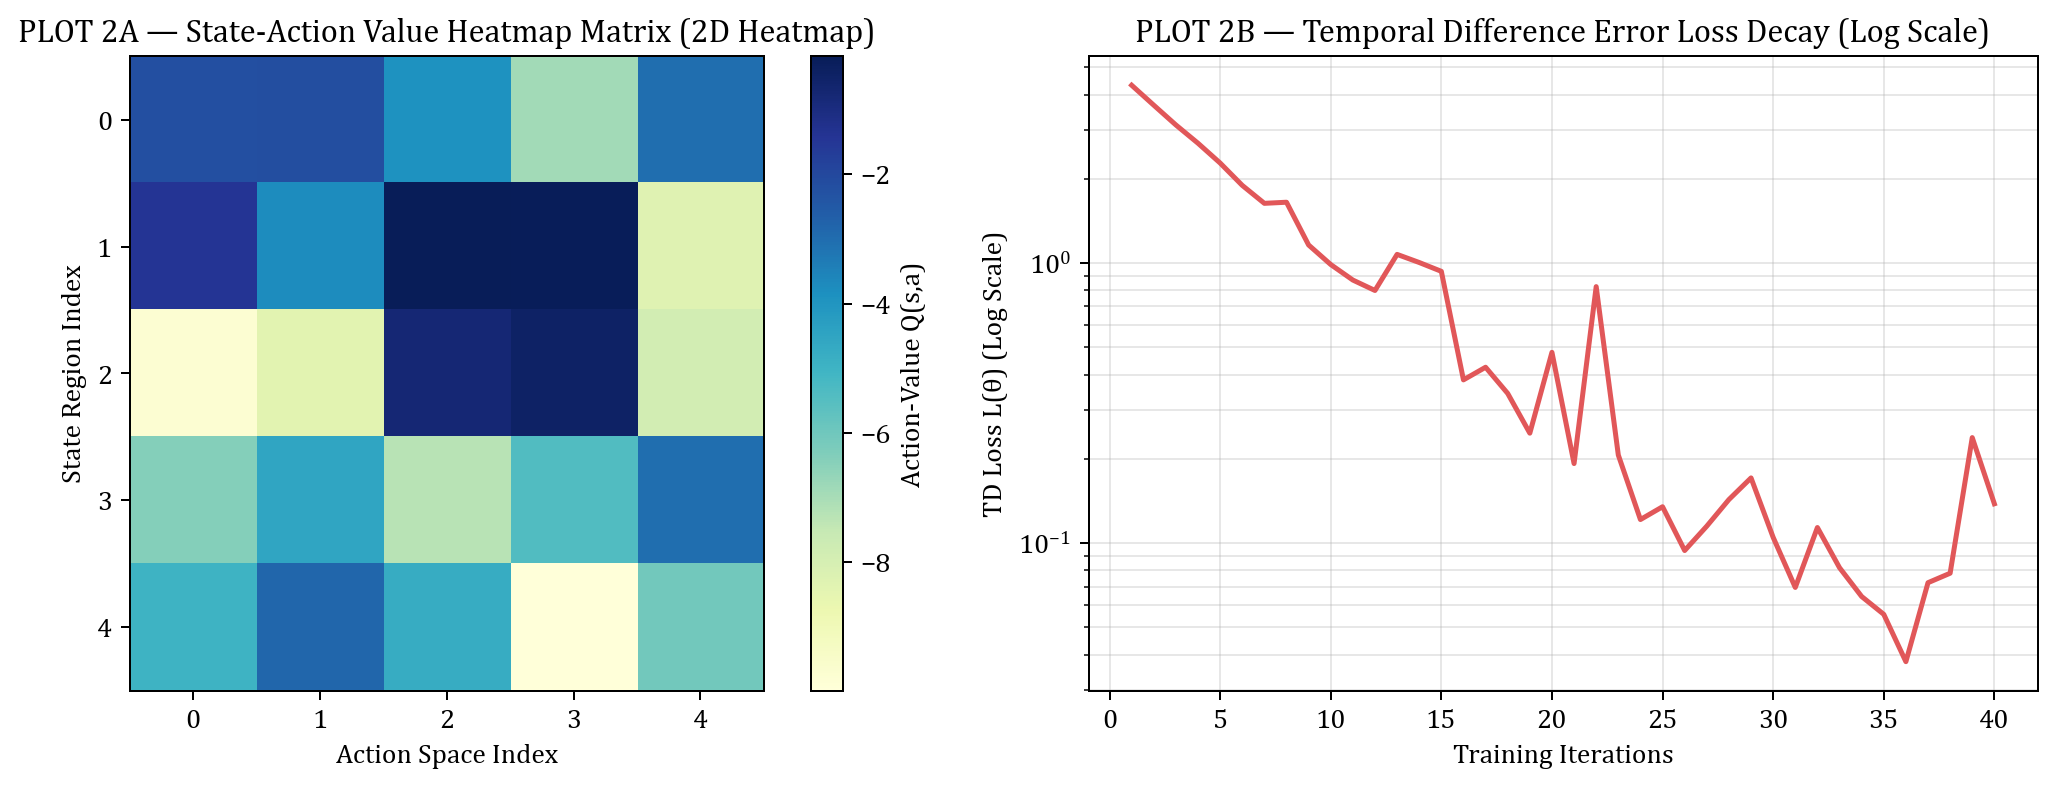 PLOT 2A — State-Action Value Heatmap Matrix (2D Heatmap)
0
1
2
3
4
State Region Index
0 1 2 3 4
Action Space Index
−2
−4
−6
−8
Action-Value Q(s,a)
PLOT 2B — Temporal Difference Error Loss Decay (Log Scale)
10⁰
10⁻¹
TD Loss L(θ) (Log Scale)
0 5 10 15 20 25 30 35 40
Training Iterations